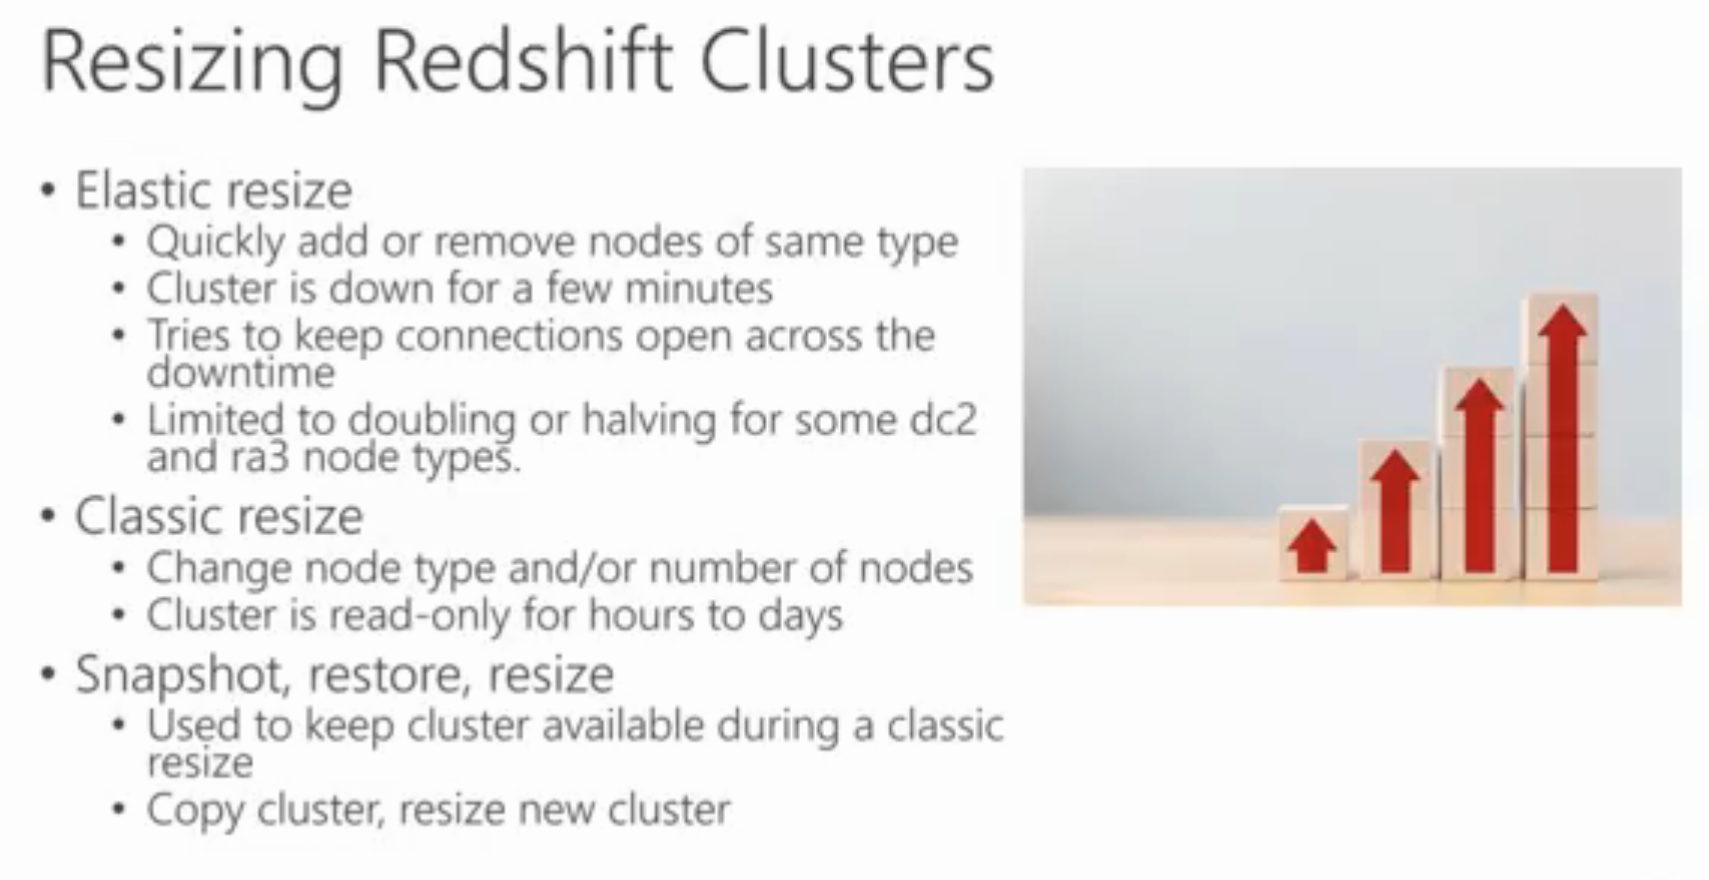 Resizing Redshift Clusters
• Elastic resize
• Quickly add or remove nodes of same type
• Cluster is down for a few minutes
• Tries to keep connections open across the
downtime
• Limited to doubling or halving for some dc2
and ra3 node types.
• Classic resize
• Change node type and/or number of nodes
• Cluster is read-only for hours to days
• Snapshot, restore, resize
• Used to keep cluster available during a classic
resize
• Copy cluster, resize new cluster